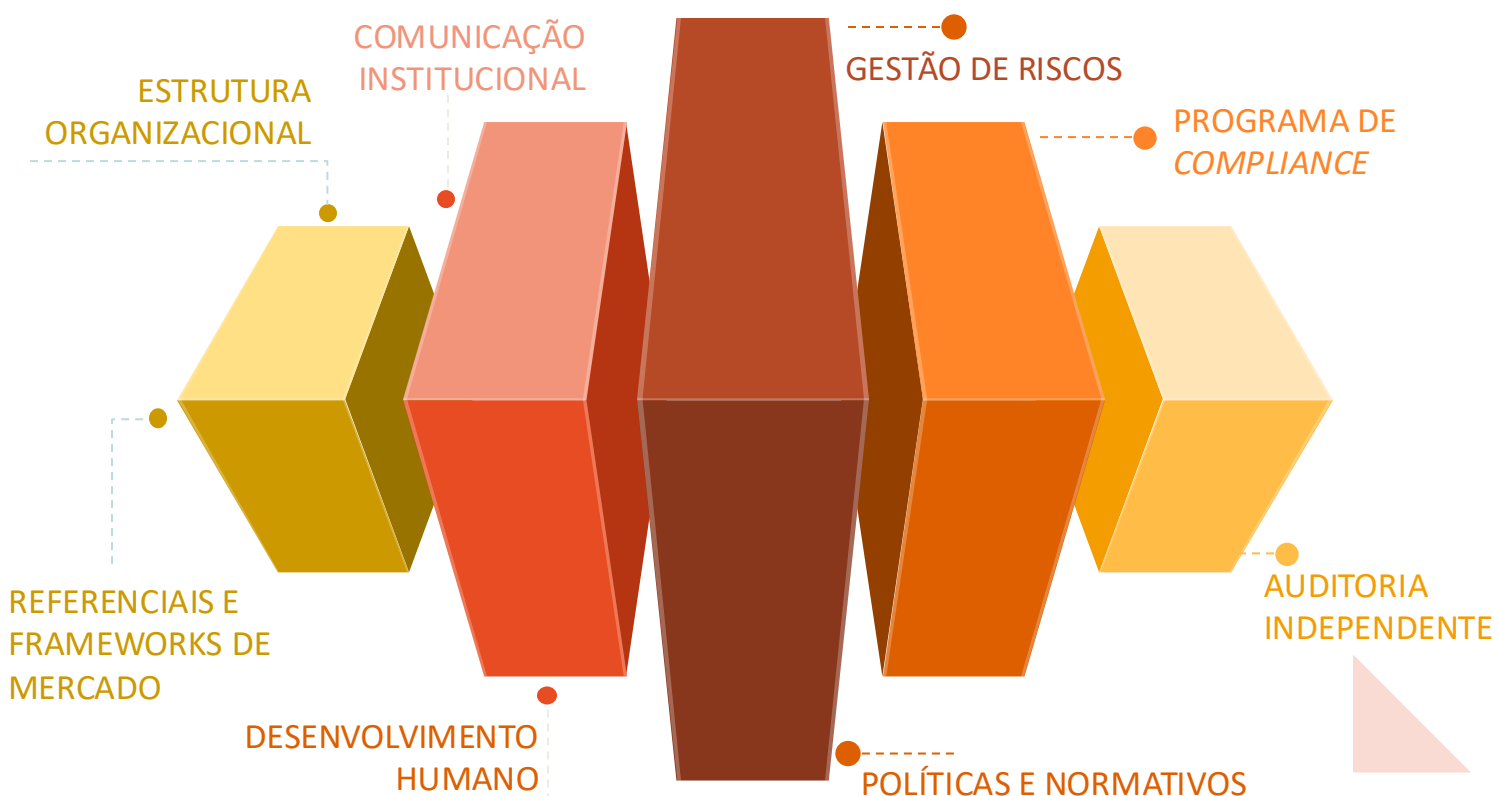 COMUNICAÇÃO
INSTITUCIONAL
GESTÃO DE RISCOS
ESTRUTURA
ORGANIZACIONAL
PROGRAMA DE
COMPLIANCE
REFERENCIAIS E
FRAMEWORKS DE
MERCADO
AUDITORIA
INDEPENDENTE
DESENVOLVIMENTO
HUMANO
POLÍTICAS E NORMATIVOS